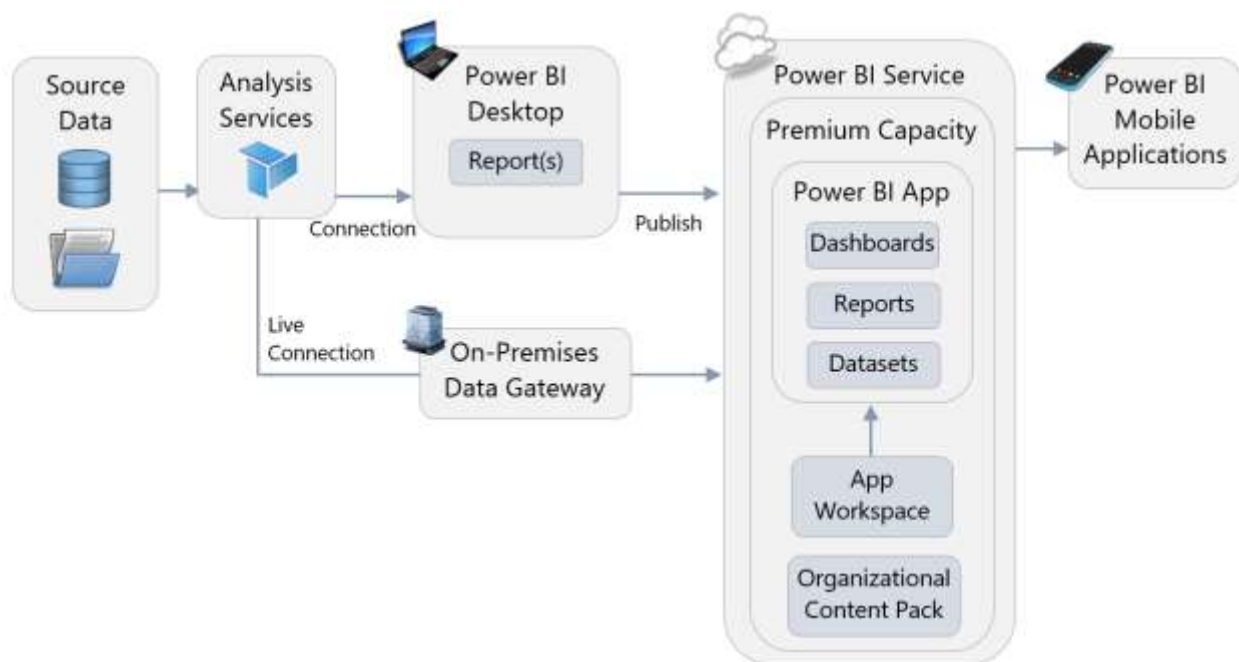 Source
Data
Analysis
Services
Connection
Live
Connection
Power BI
Desktop
Report(s)
Publish
On-Premises
Data Gateway
Power BI Service
Premium Capacity
Power BI App
Dashboards
Reports
Datasets
App
Workspace
Organizational
Content Pack
Power BI
Mobile
Applications